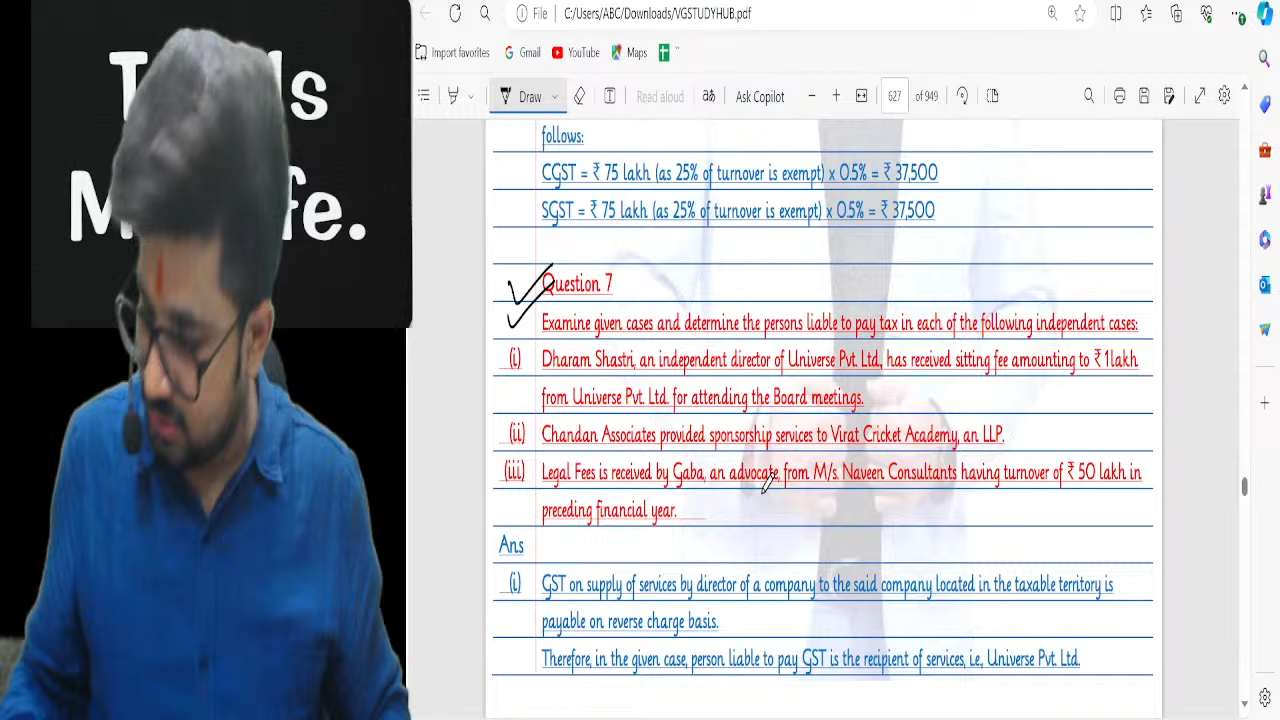 File C:/Users/ABC/Downloads/VGSTUDYHUB.pdf
Import favorites Gmail YouTube Maps
Draw Read aloud Ask Copilot 627 of 949
follows:
CGST = ₹ 75 lakh (as 25% of turnover is exempt) x 0.5% = ₹ 37,500
SGST = ₹ 75 lakh (as 25% of turnover is exempt) x 0.5% = ₹ 37,500
Question 7
Examine given cases and determine the persons liable to pay tax in each of the following independent cases:
(i) Dharam Shastri, an independent director of Universe Pvt. Ltd., has received sitting fee amounting to ₹ 1 lakh
from Universe Pvt. Ltd. for attending the Board meetings.
(ii) Chandan Associates provided sponsorship services to Virat Cricket Academy, an LLP.
(iii) Legal Fees is received by Gaba, an advocate, from M/s. Naveen Consultants having turnover of ₹ 50 lakh in
preceding financial year.
Ans
(i) GST on supply of services by director of a company to the said company located in the taxable territory is
payable on reverse charge basis.
Therefore, in the given case, person liable to pay GST is the recipient of services, i.e., Universe Pvt. Ltd.